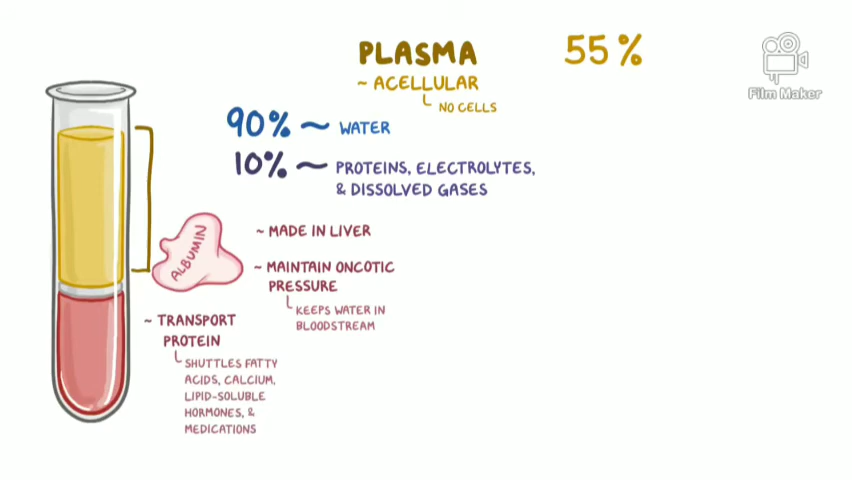 PLASMA 55%
~ ACELLULAR
NO CELLS
90% ~ WATER
10% ~ PROTEINS, ELECTROLYTES,
& DISSOLVED GASES
ALBUMIN
~ MADE IN LIVER
~ MAINTAIN ONCOTIC
PRESSURE
KEEPS WATER IN
BLOODSTREAM
~ TRANSPORT
PROTEIN
SHUTTLES FATTY
ACIDS, CALCIUM,
LIPID-SOLUBLE
HORMONES, &
MEDICATIONS
Film Maker